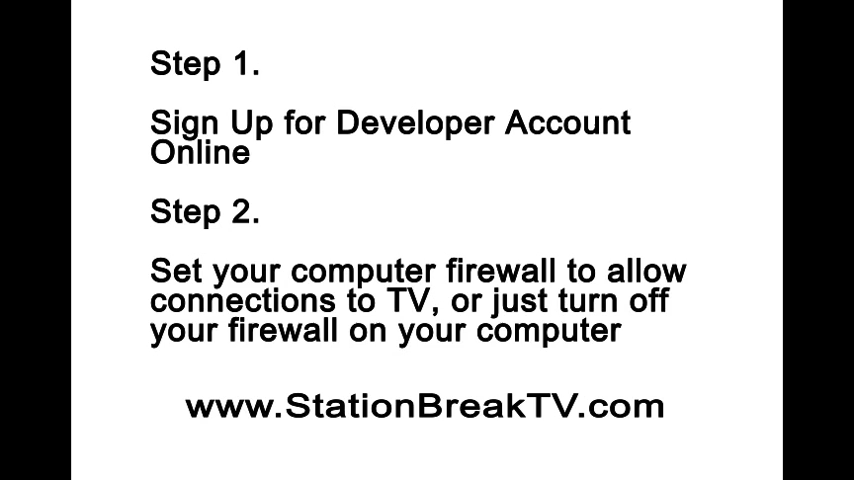 Step 1.
Sign Up for Developer Account
Online
Step 2.
Set your computer firewall to allow
connections to TV, or just turn off
your firewall on your computer
www.StationBreakTV.com